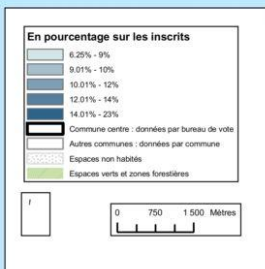 En pourcentage sur les inscrits
6.25% - 9%
9.01% - 10%
10.01% - 12%
12.01% - 14%
14.01% - 23%
Commune centre : données par bureau de vote
Autres communes : données par commune
Espaces non habités
Espaces verts et zones forestières
0 750 1 500 Mètres